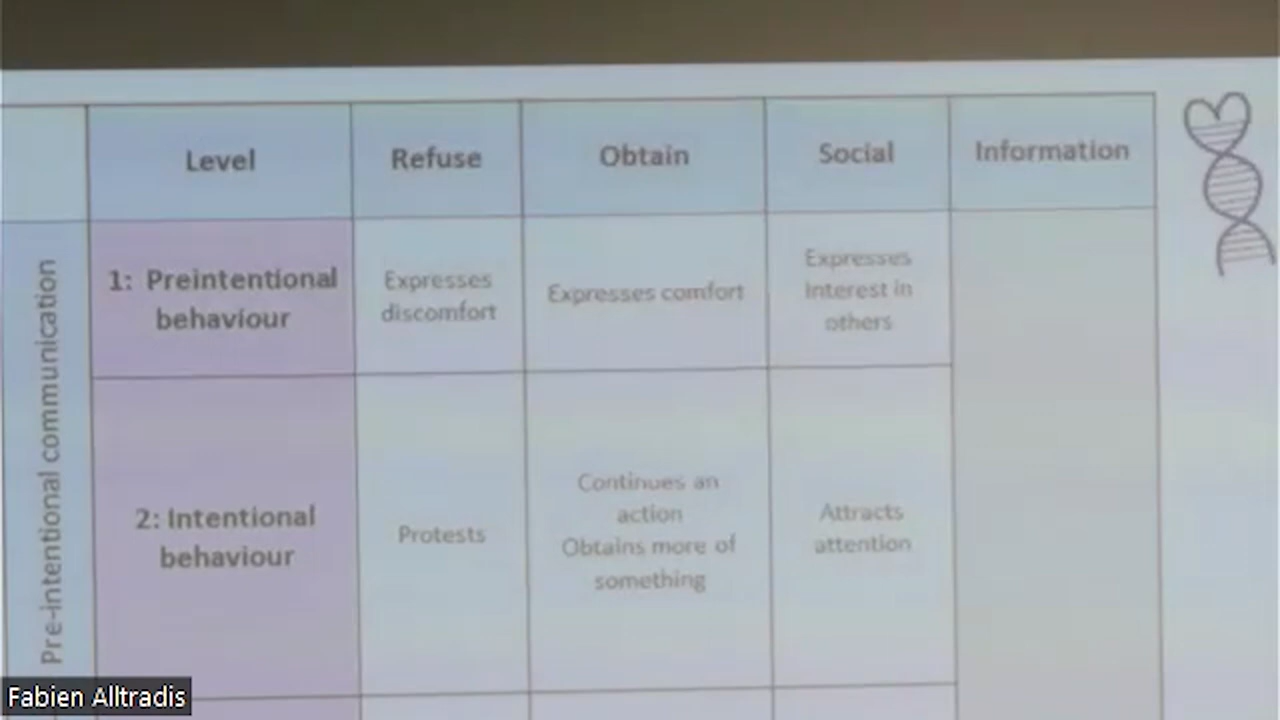 Level
Refuse
Obtain
Social
Information
Pre-intentional communication
1: Preintentional
behaviour
Expresses
discomfort
Expresses comfort
Expresses
interest in
others
2: Intentional
behaviour
Protests
Continues an
action
Obtains more of
something
Attracts
attention
Fabien Alltradis